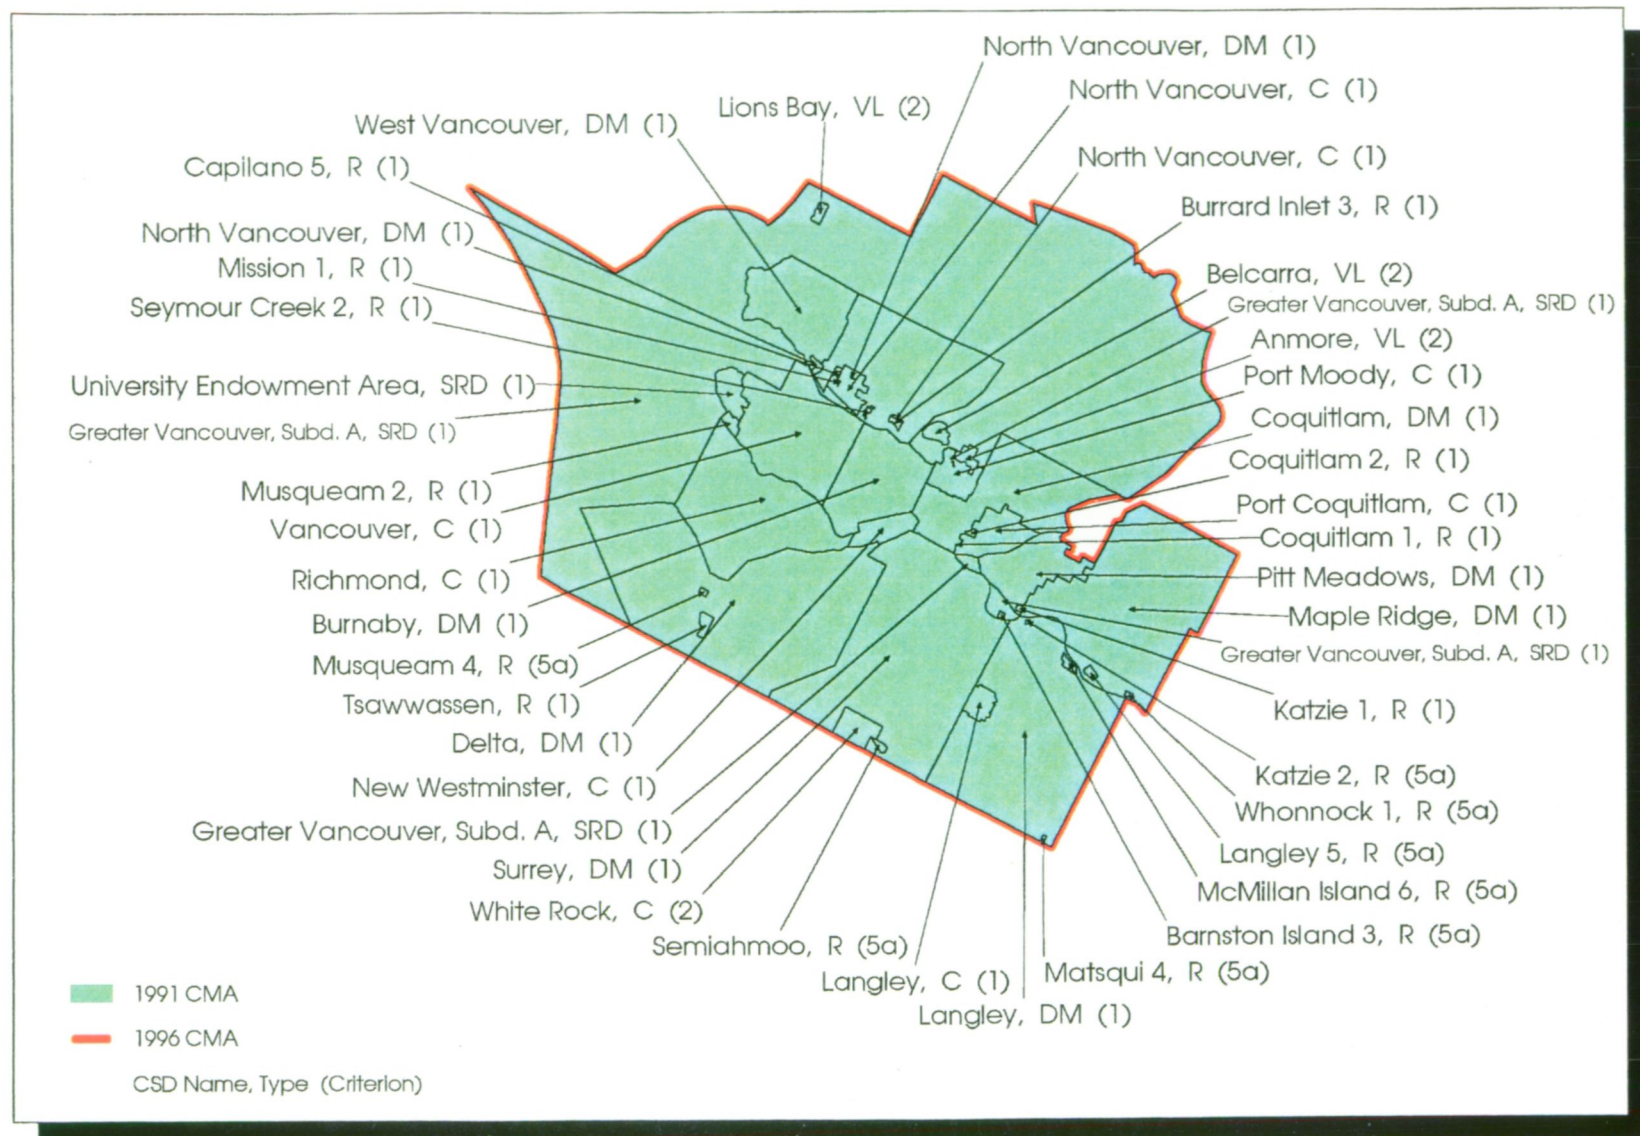 North Vancouver, DM (1)
North Vancouver, C (1)
Lions Bay, VL (2)
West Vancouver, DM (1)
North Vancouver, C (1)
Capilano 5, R (1)
Burrard Inlet 3, R (1)
North Vancouver, DM (1)
Mission 1, R (1)
Belcarra, VL (2)
Seymour Creek 2, R (1)
Greater Vancouver, Subd. A, SRD (1)
Anmore, VL (2)
Port Moody, C (1)
University Endowment Area, SRD (1)
Coquitlam, DM (1)
Greater Vancouver, Subd. A, SRD (1)
Coquitlam 2, R (1)
Musqueam 2, R (1)
Port Coquitlam, C (1)
Vancouver, C (1)
Coquitlam 1, R (1)
Richmond, C (1)
Pitt Meadows, DM (1)
Maple Ridge, DM (1)
Burnaby, DM (1)
Greater Vancouver, Subd. A, SRD (1)
Musqueam 4, R (5a)
Tsawwassen, R (1)
Katzie 1, R (1)
Delta, DM (1)
Katzie 2, R (5a)
New Westminster, C (1)
Whonnock 1, R (5a)
Greater Vancouver, Subd. A, SRD (1)
Langley 5, R (5a)
Surrey, DM (1)
McMillan Island 6, R (5a)
White Rock, C (2)
Barnston Island 3, R (5a)
Semiahmoo, R (5a)
Matsqui 4, R (5a)
Langley, C (1)
Langley, DM (1)
1991 CMA
1996 CMA
CSD Name, Type (Criterion)